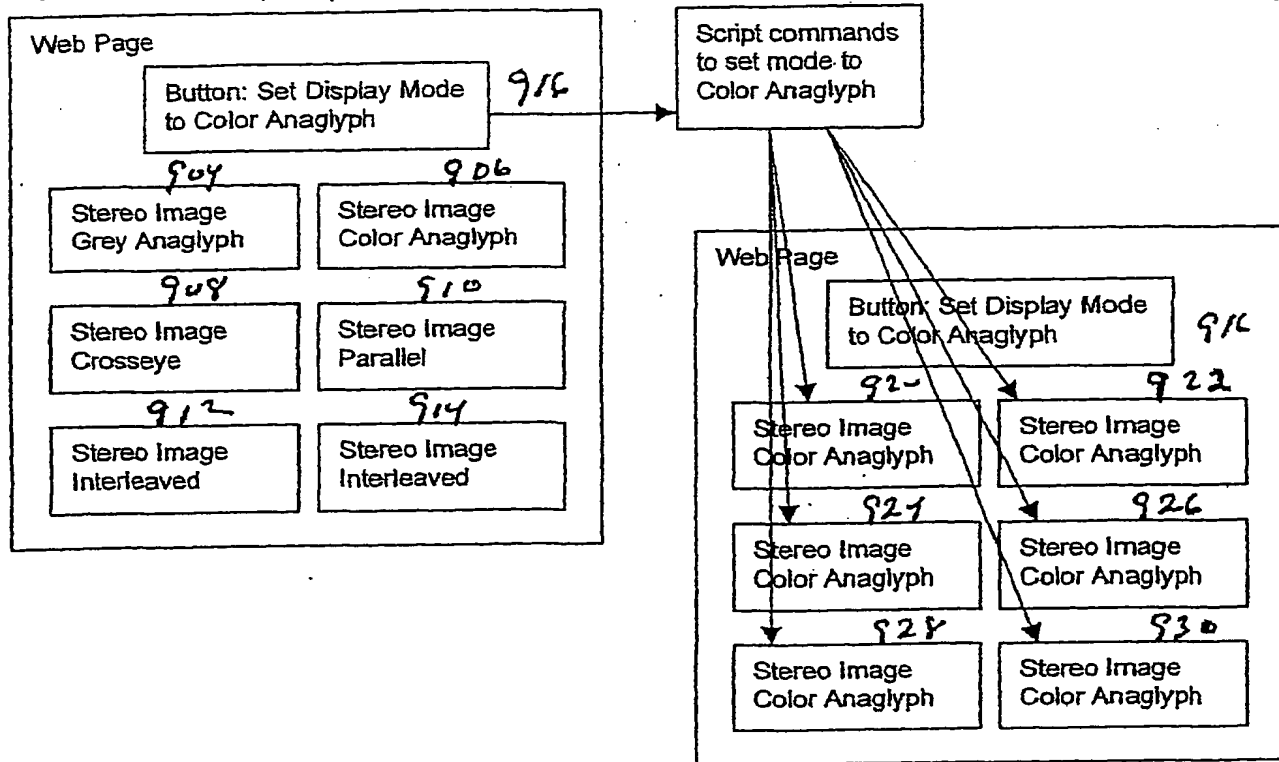 Web Page
Button: Set Display Mode
to Color Anaglyph
916
904
906
Stereo Image
Grey Anaglyph
Stereo Image
Color Anaglyph
908
910
Stereo Image
Crosseye
Stereo Image
Parallel
912
914
Stereo Image
Interleaved
Stereo Image
Interleaved
Script commands
to set mode to
Color Anaglyph
Web Page
Button: Set Display Mode
to Color Anaglyph
916
922
Stereo Image
Color Anaglyph
Stereo Image
Color Anaglyph
926
Stereo Image
Color Anaglyph
Stereo Image
Color Anaglyph
928
930
Stereo Image
Color Anaglyph
Stereo Image
Color Anaglyph